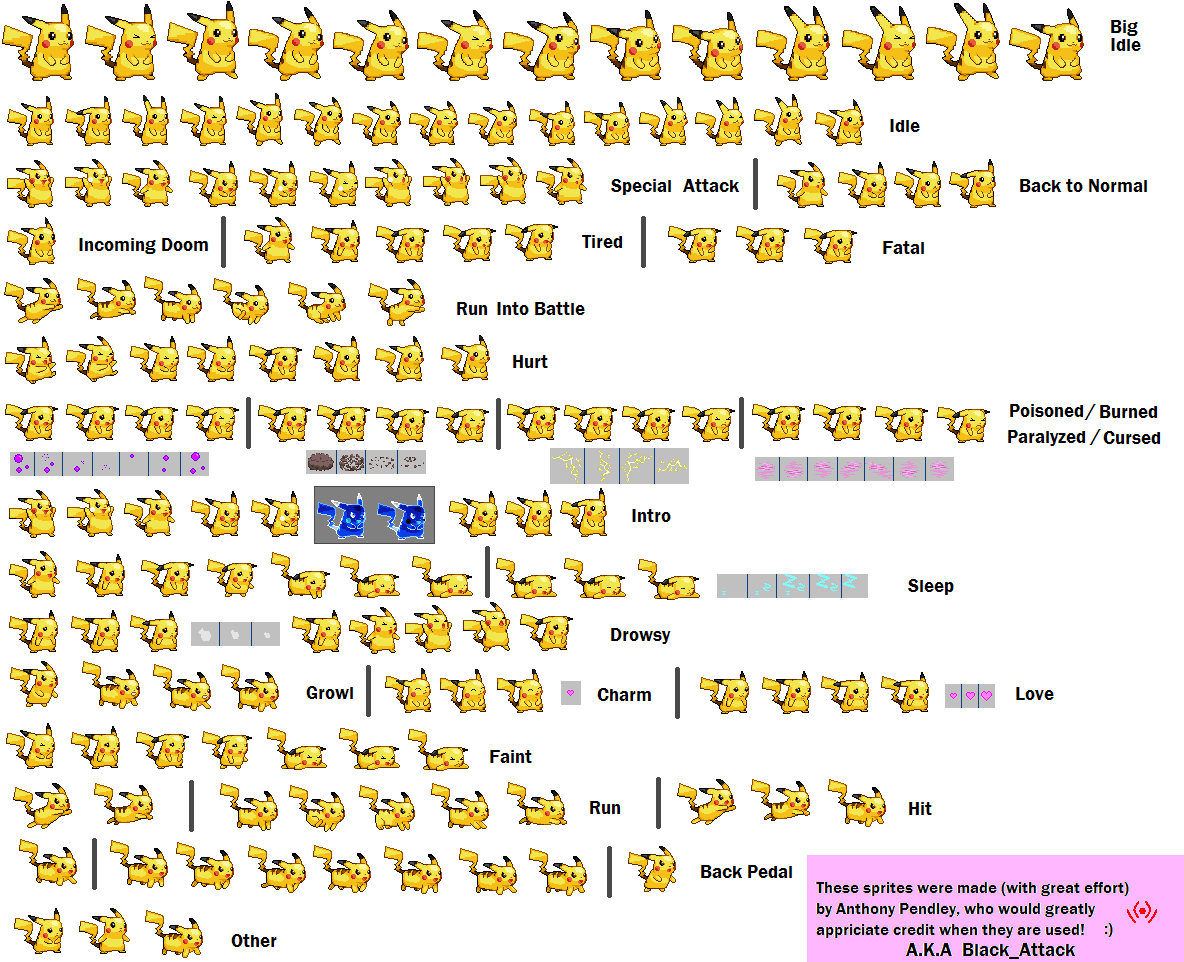 Big
Idle
Idle
Special Attack
Back to Normal
Incoming Doom
Tired
Fatal
Run Into Battle
Hurt
Poisoned/ Burned
Paralyzed / Cursed
Intro
Sleep
Drowsy
Growl
Charm
Love
Faint
Run
Hit
Back Pedal
These sprites were made (with great effort)
by Anthony Pendley, who would greatly
appriciate credit when they are used! :)
A.K.A Black_Attack
Other